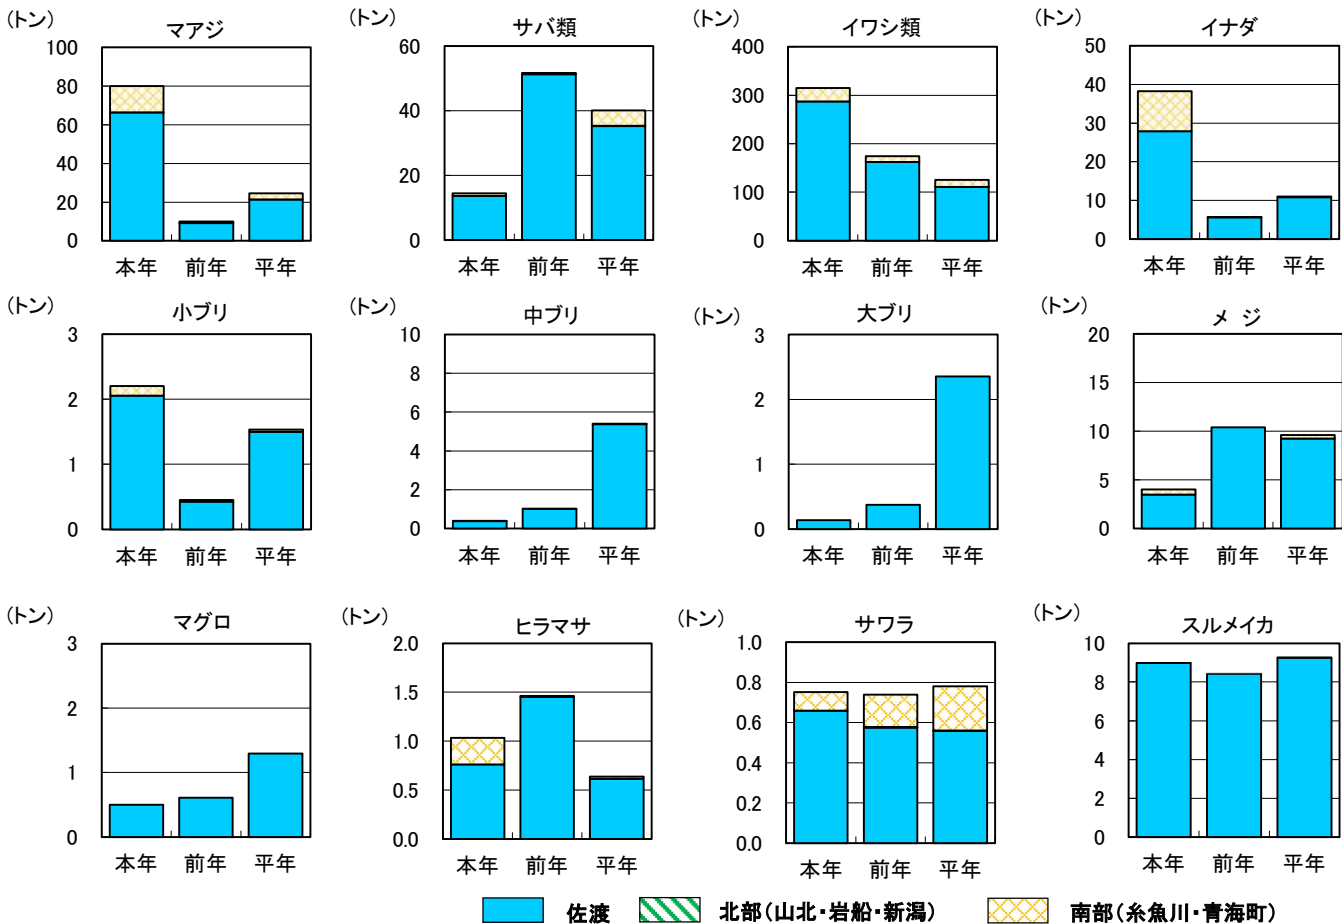 (トン) マアジ
100
80
60
40
20
0
本年 前年 平年
(トン) サバ類
60
40
20
0
本年 前年 平年
(トン) イワシ類
400
300
200
100
0
本年 前年 平年
(トン) イナダ
50
40
30
20
10
0
本年 前年 平年
(トン) 小ブリ
3
2
1
0
本年 前年 平年
(トン) 中ブリ
10
8
6
4
2
0
本年 前年 平年
(トン) 大ブリ
3
2
1
0
本年 前年 平年
(トン) メ ジ
20
15
10
5
0
本年 前年 平年
(トン) マグロ
3
2
1
0
本年 前年 平年
(トン) ヒラマサ
2.0
1.5
1.0
0.5
0.0
本年 前年 平年
(トン) サワラ
1.0
0.8
0.6
0.4
0.2
0.0
本年 前年 平年
(トン) スルメイカ
10
8
6
4
2
0
本年 前年 平年
佐渡 北部(山北・岩船・新潟) 南部(糸魚川・青海町)